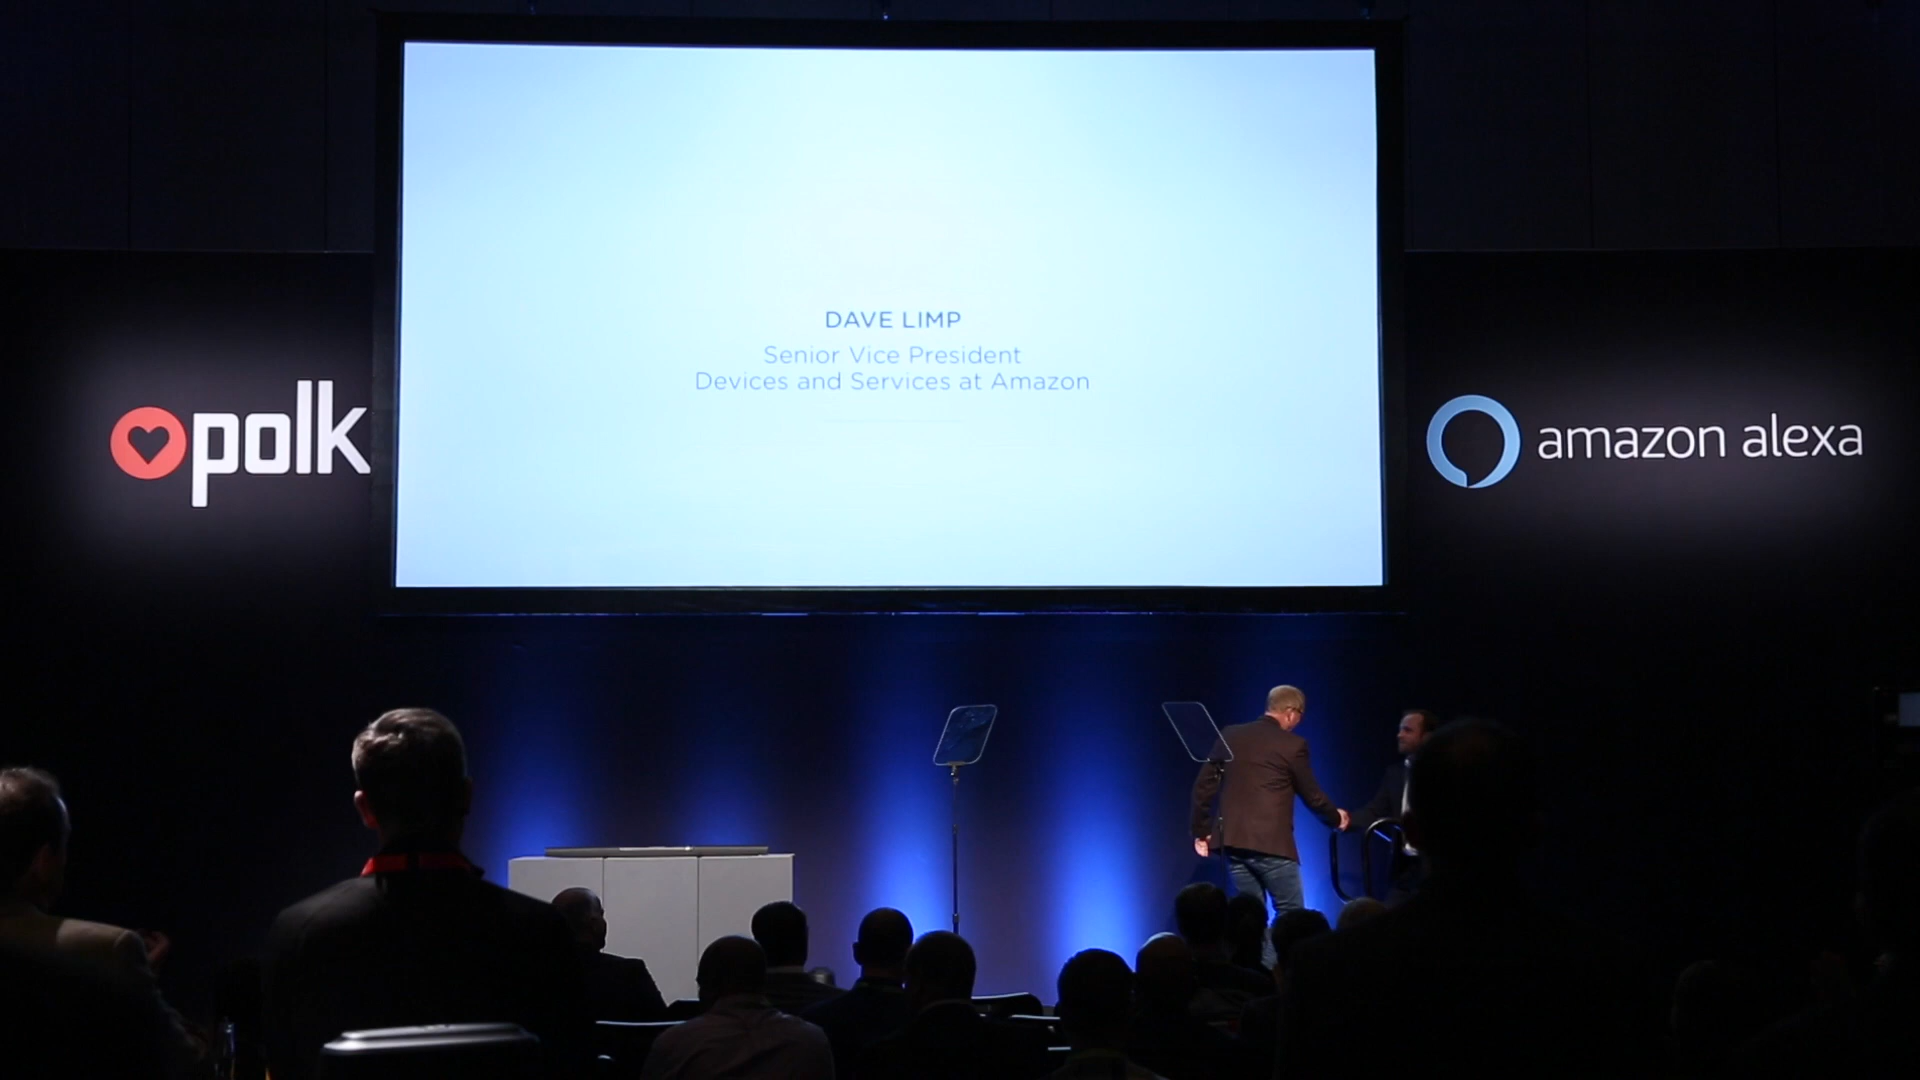 DAVE LIMP
Senior Vice President
Devices and Services at Amazon
polk
amazon alexa